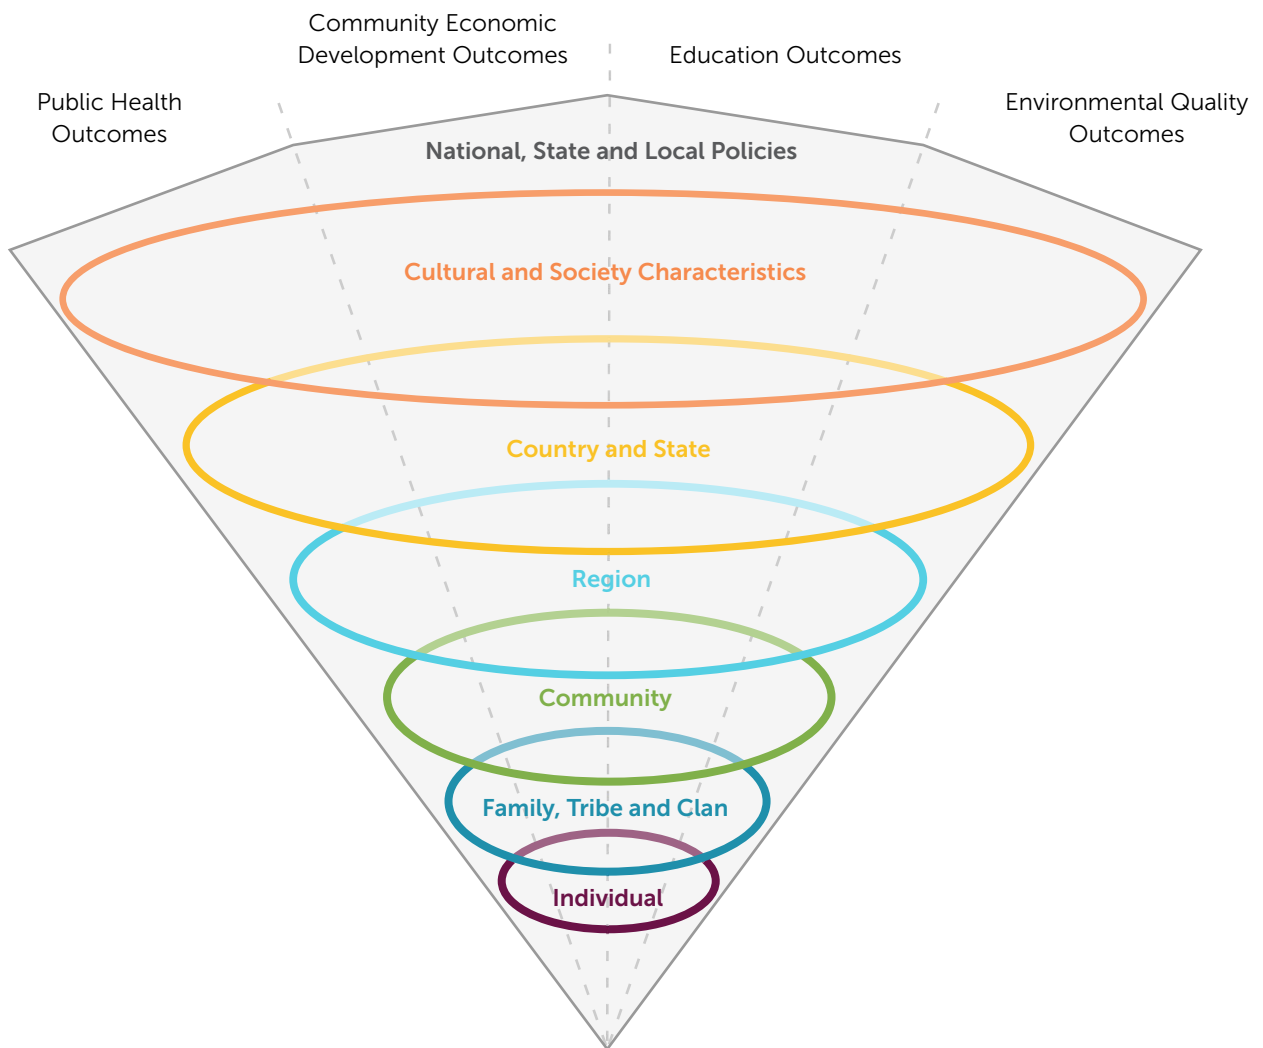 Community Economic
Development Outcomes
Education Outcomes
Public Health
Outcomes
Environmental Quality
Outcomes
National, State and Local Policies
Cultural and Society Characteristics
Country and State
Region
Community
Family, Tribe and Clan
Individual